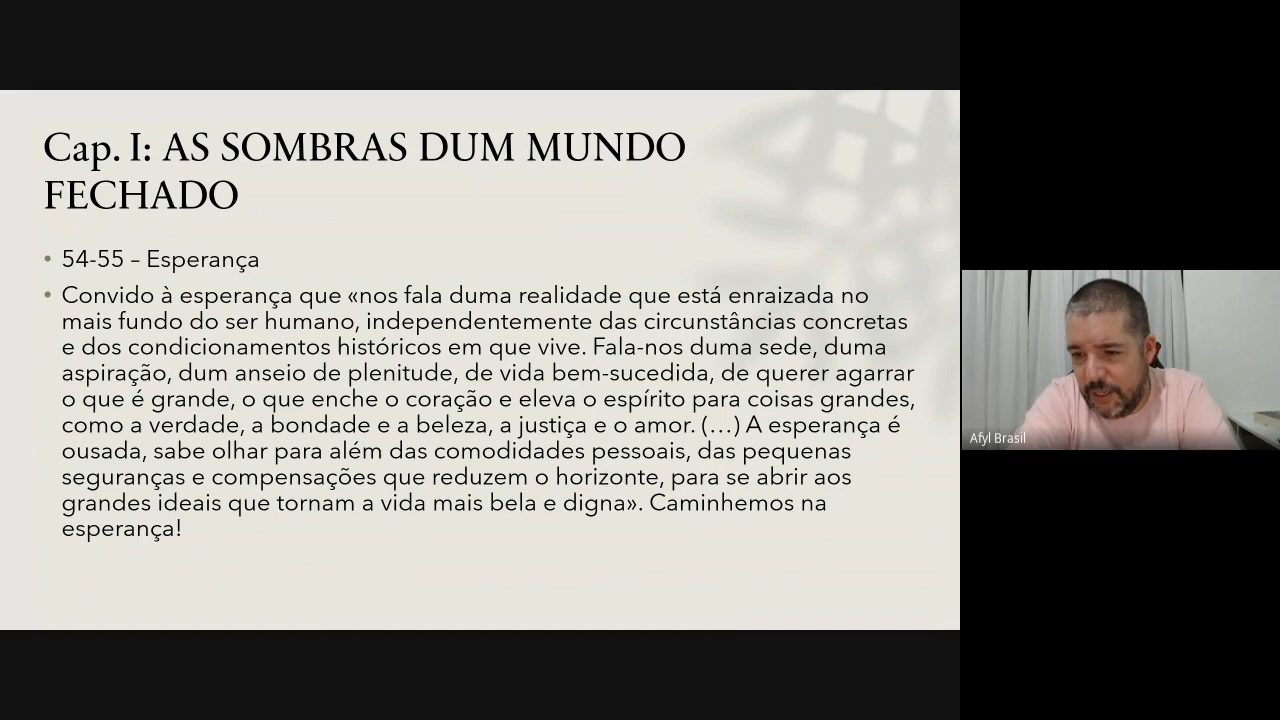 Cap. I: AS SOMBRAS DUM MUNDO
FECHADO
• 54-55 – Esperança
• Convido à esperança que «nos fala duma realidade que está enraizada no
mais fundo do ser humano, independentemente das circunstâncias concretas
e dos condicionamentos históricos em que vive. Fala-nos duma sede, duma
aspiração, dum anseio de plenitude, de vida bem-sucedida, de querer agarrar
o que é grande, o que enche o coração e eleva o espírito para coisas grandes,
como a verdade, a bondade e a beleza, a justiça e o amor. (…) A esperança é
ousada, sabe olhar para além das comodidades pessoais, das pequenas
seguranças e compensações que reduzem o horizonte, para se abrir aos
grandes ideais que tornam a vida mais bela e digna». Caminhemos na
esperança!
Afyl Brasil